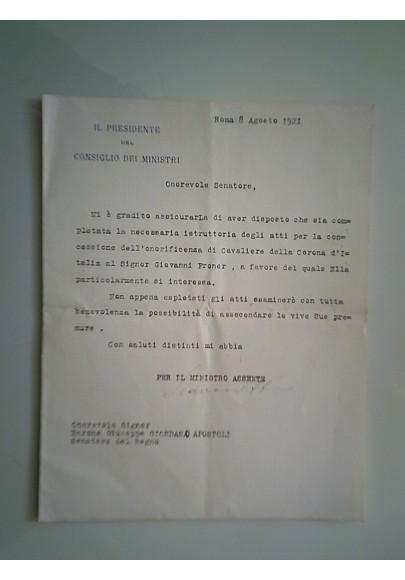 Roma 8 Agosto 1921
IL PRESIDENTE
DEL
CONSIGLIO DEI MINISTRI
Onorevole Senatore,
Mi è gradito assicurarLa di aver disposto che sia com=
pletata la necessaria istruttoria degli atti per la con=
cessione dell'onorificenza di Cavaliere della Corona d'I=
talia al Signor Giovanni Froner , a favore del quale Ella
particolarmente si interessa.
Non appena espletati gli atti esaminerò con tutta
benevolenza la possibilità di assecondare le vive Sue pre=
mure .
Con saluti distinti mi abbia
PER IL MINISTRO ASSENTE
Onorevole Signor
Barone Giuseppe GIORDANO APOSTOLI
Senatore del Regno